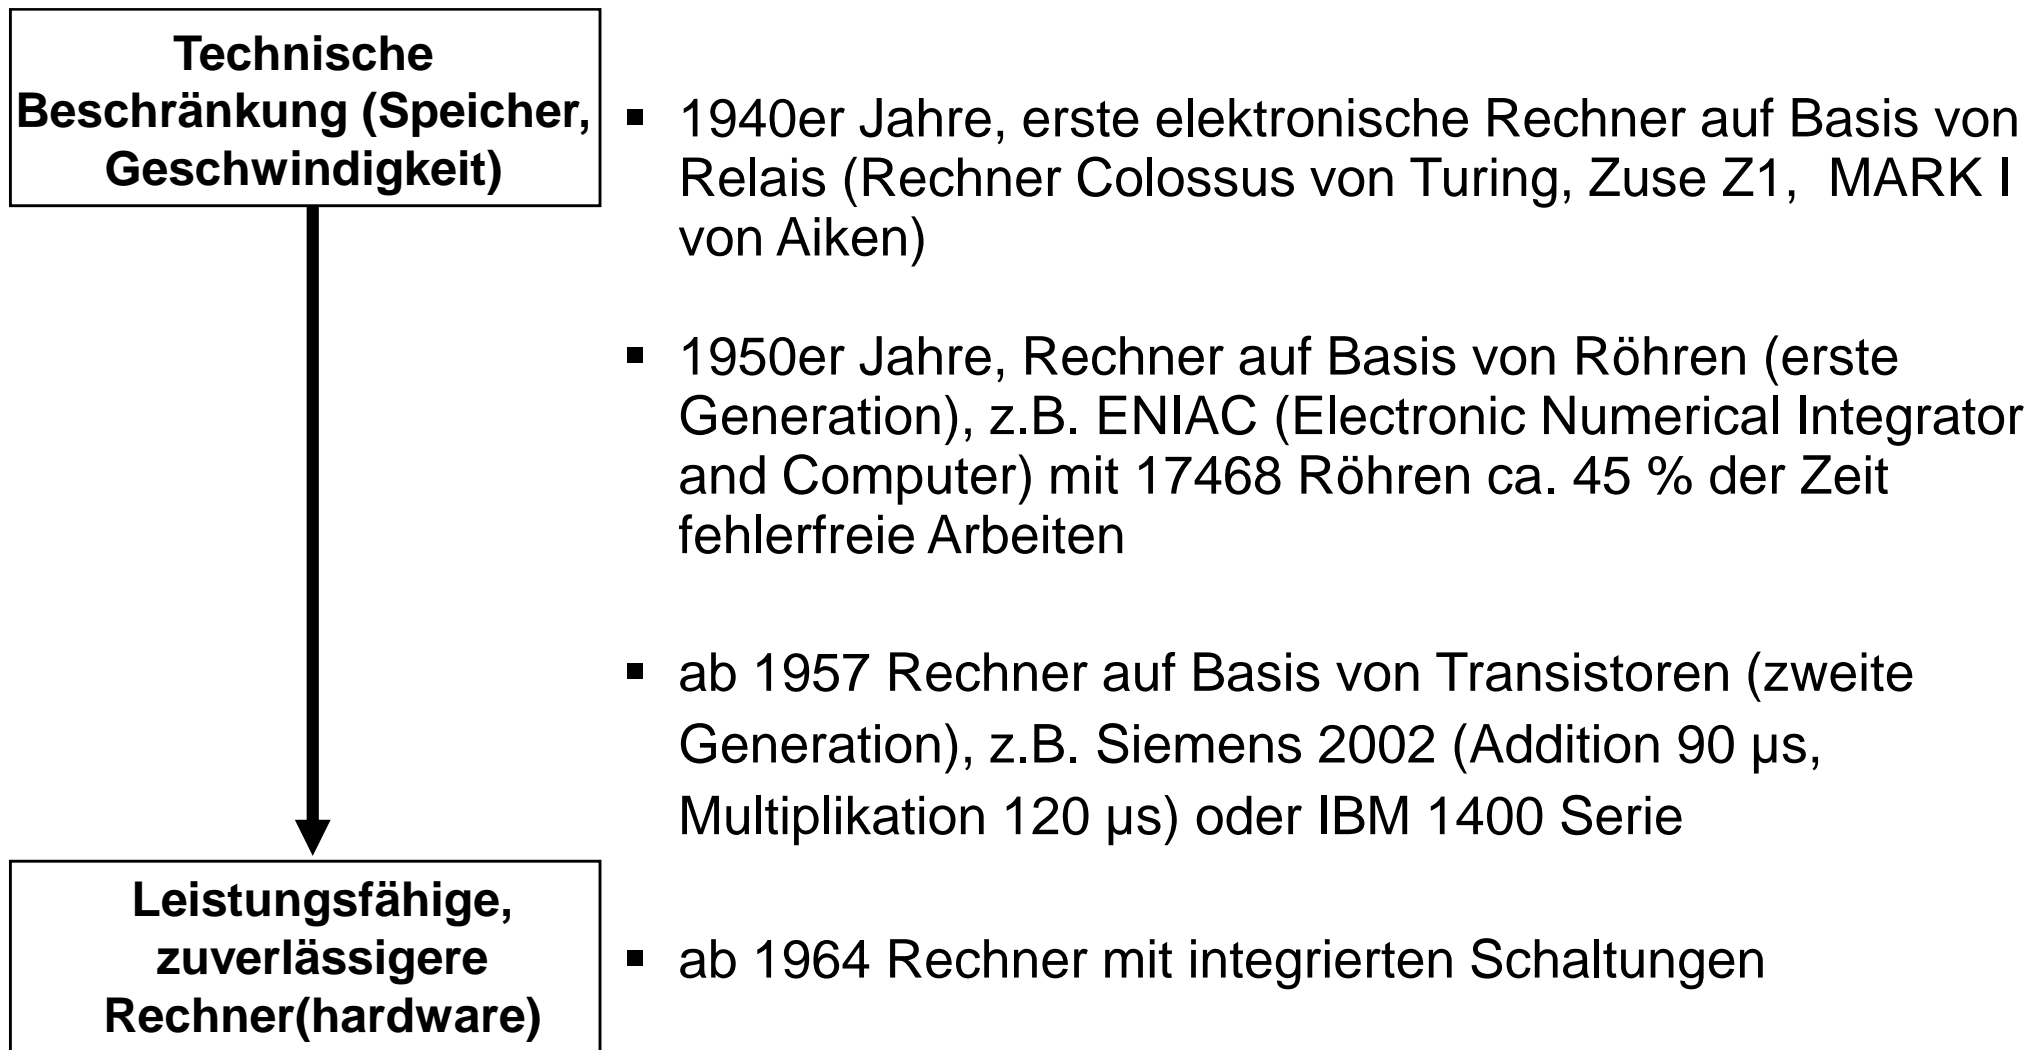 Technische
Beschränkung (Speicher,
Geschwindigkeit)
▪ 1940er Jahre, erste elektronische Rechner auf Basis von
Relais (Rechner Colossus von Turing, Zuse Z1, MARK I
von Aiken)
▪ 1950er Jahre, Rechner auf Basis von Röhren (erste
Generation), z.B. ENIAC (Electronic Numerical Integrator
and Computer) mit 17468 Röhren ca. 45 % der Zeit
fehlerfreie Arbeiten
▪ ab 1957 Rechner auf Basis von Transistoren (zweite
Generation), z.B. Siemens 2002 (Addition 90 µs,
Multiplikation 120 µs) oder IBM 1400 Serie
Leistungsfähige,
zuverlässigere
Rechner(hardware)
▪ ab 1964 Rechner mit integrierten Schaltungen